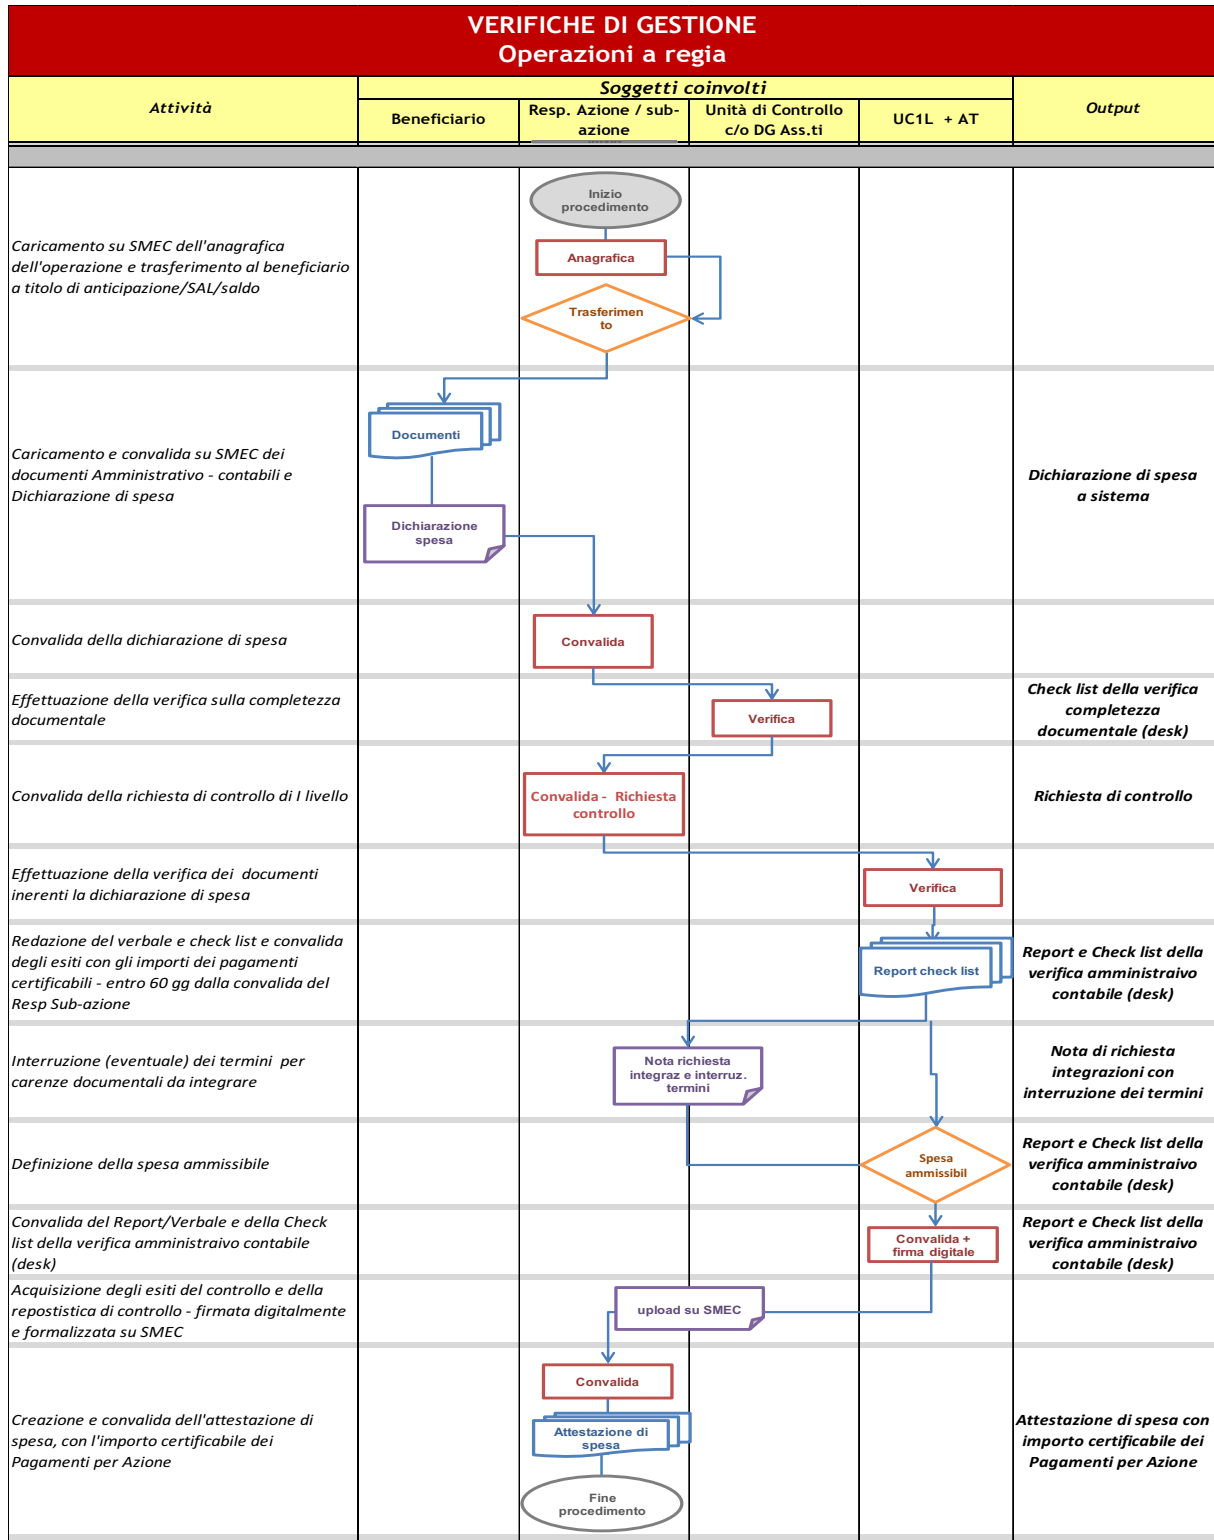 VERIFICHE DI GESTIONE
Operazioni a regia
Attività
Soggetti coinvolti
Output
Beneficiario
Resp. Azione / sub-
azione
Unità di Controllo
c/o DG Ass.ti
UC1L + AT
Inizio
procedimento
Caricamento su SMEC dell'anagrafica
dell'operazione e trasferimento al beneficiario
a titolo di anticipazione/SAL/saldo
Anagrafica
Trasferimen
to
Caricamento e convalida su SMEC dei
documenti Amministrativo - contabili e
Dichiarazione di spesa
Documenti
Dichiarazione
spesa
Dichiarazione di spesa
a sistema
Convalida della dichiarazione di spesa
Convalida
Effettuazione della verifica sulla completezza
documentale
Verifica
Check list della verifica
completezza
documentale (desk)
Convalida della richiesta di controllo di I livello
Convalida - Richiesta
controllo
Richiesta di controllo
Effettuazione della verifica dei documenti
inerenti la dichiarazione di spesa
Verifica
Redazione del verbale e check list e convalida
degli esiti con gli importi dei pagamenti
certificabili - entro 60 gg dalla convalida del
Resp Sub-azione
Report check list
Report e Check list della
verifica amministraivo
contabile (desk)
Interruzione (eventuale) dei termini per
carenze documentali da integrare
Nota richiesta
integraz e interruz.
termini
Nota di richiesta
integrazioni con
interruzione dei termini
Definizione della spesa ammissibile
Spesa
ammissibil
Report e Check list della
verifica amministraivo
contabile (desk)
Convalida del Report/Verbale e della Check
list della verifica amministraivo contabile
(desk)
Convalida +
firma digitale
Report e Check list della
verifica amministraivo
contabile (desk)
Acquisizione degli esiti del controllo e della
repostistica di controllo - firmata digitalmente
e formalizzata su SMEC
upload su SMEC
Convalida
Creazione e convalida dell'attestazione di
spesa, con l'importo certificabile dei
Pagamenti per Azione
Attestazione di
spesa
Attestazione di spesa con
importo certificabile dei
Pagamenti per Azione
Fine
procedimento